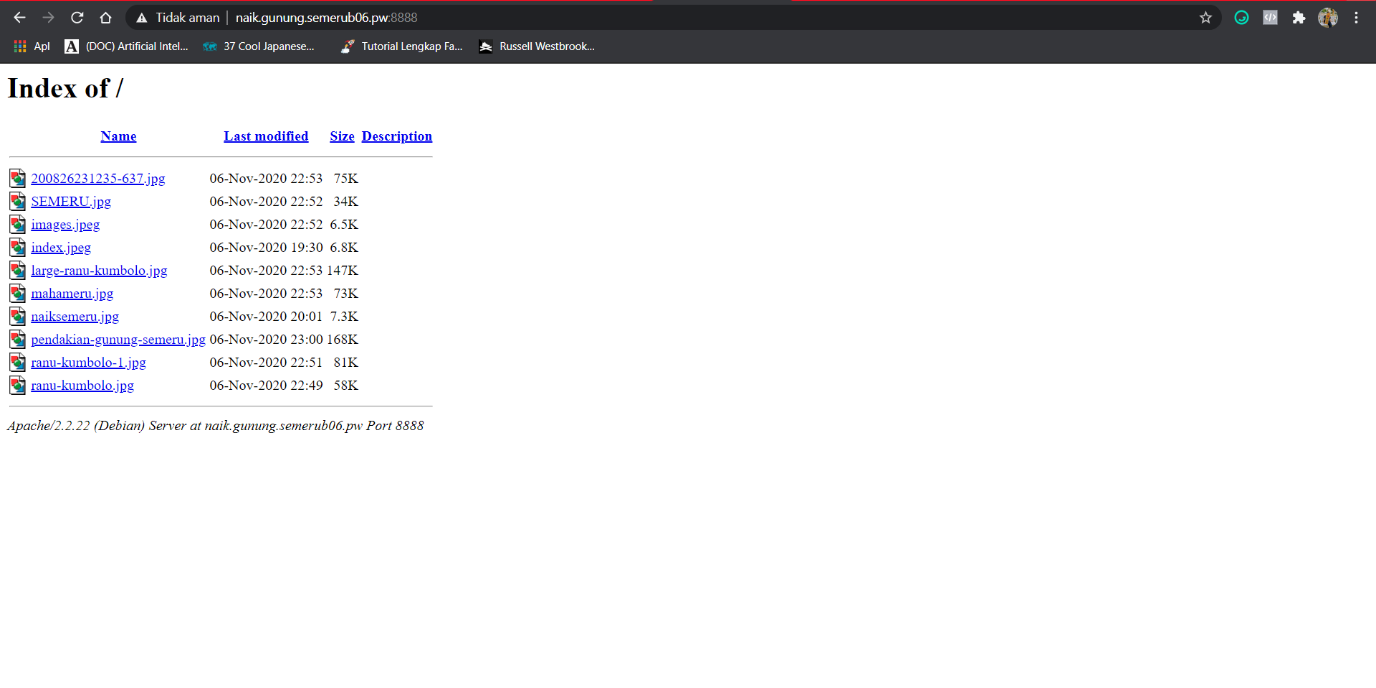 Tidak aman | naik.gunung.semerub06.pw:8888
Apl A (DOC) Artificial Intel... 37 Cool Japanese... Tutorial Lengkap Fa... Russell Westbrook...
Index of /
Name Last modified Size Description
200826231235-637.jpg 06-Nov-2020 22:53 75K
SEMERU.jpg 06-Nov-2020 22:52 34K
images.jpeg 06-Nov-2020 22:52 6.5K
index.jpeg 06-Nov-2020 19:30 6.8K
large-ranu-kumbolo.jpg 06-Nov-2020 22:53 147K
mahameru.jpg 06-Nov-2020 22:53 73K
naiksemeru.jpg 06-Nov-2020 20:01 7.3K
pendakian-gunung-semeru.jpg 06-Nov-2020 23:00 168K
ranu-kumbolo-1.jpg 06-Nov-2020 22:51 81K
ranu-kumbolo.jpg 06-Nov-2020 22:49 58K
Apache/2.2.22 (Debian) Server at naik.gunung.semerub06.pw Port 8888